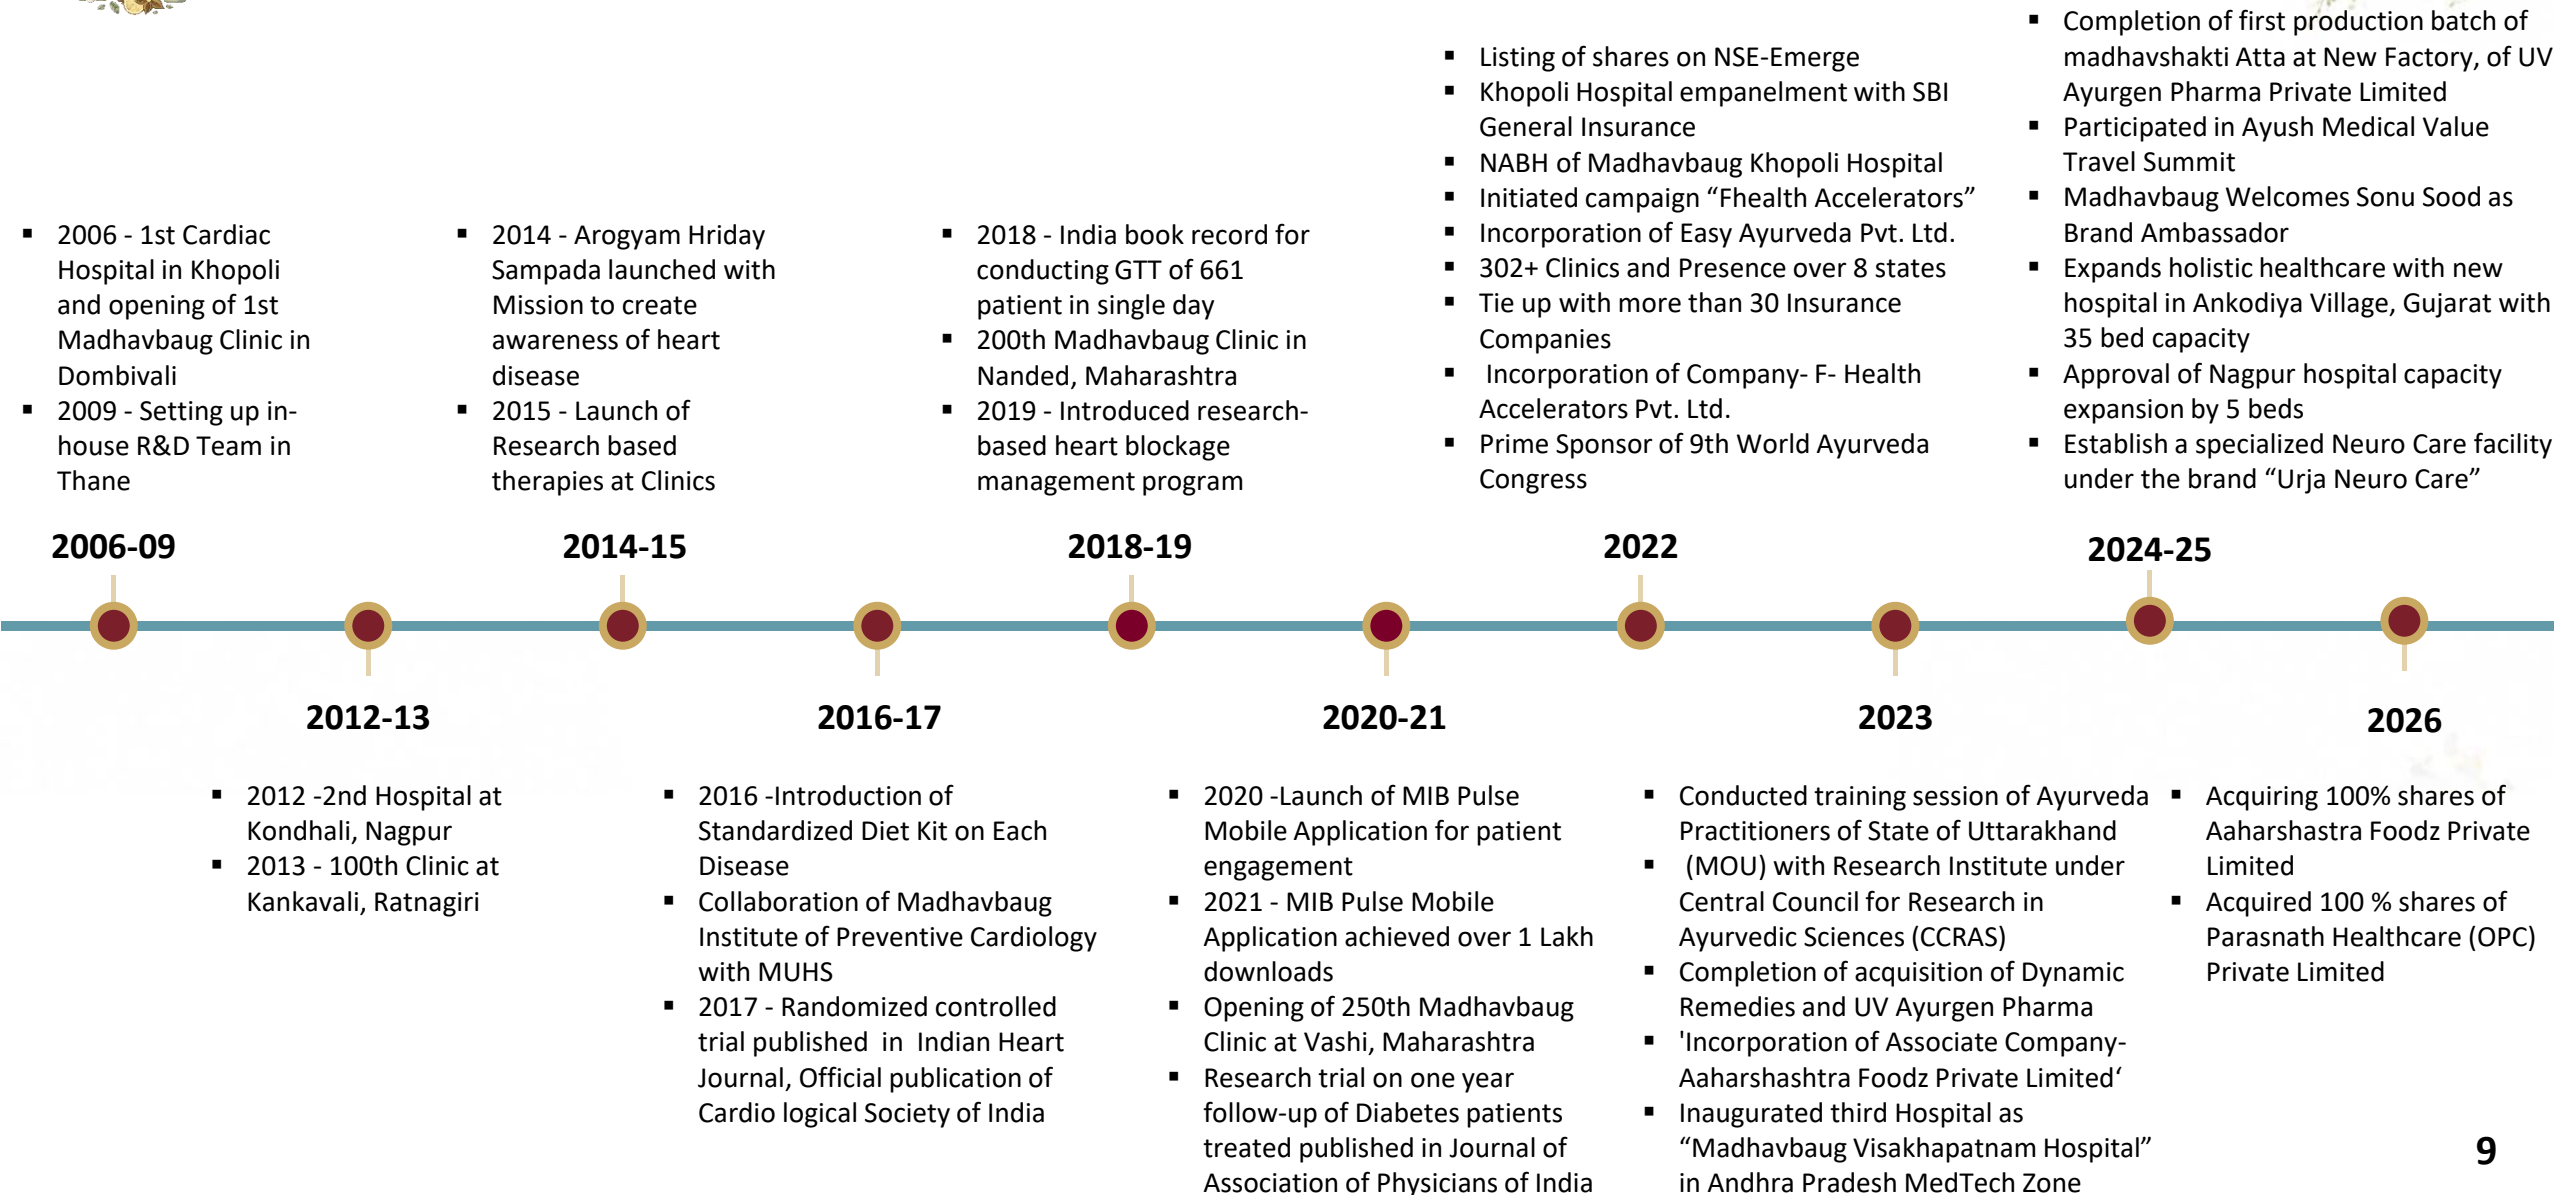 ▪ 2006 - 1st Cardiac
Hospital in Khopoli
and opening of 1st
Madhavbaug Clinic in
Dombivali
▪ 2009 - Setting up in-
house R&D Team in
Thane
2006-09
▪ 2012 -2nd Hospital at
Kondhali, Nagpur
▪ 2013 - 100th Clinic at
Kankavali, Ratnagiri
2012-13
▪ 2014 - Arogyam Hriday
Sampada launched with
Mission to create
awareness of heart
disease
▪ 2015 - Launch of
Research based
therapies at Clinics
2014-15
2016-17
▪ 2016 -Introduction of
Standardized Diet Kit on Each
Disease
▪ Collaboration of Madhavbaug
Institute of Preventive Cardiology
with MUHS
▪ 2017 - Randomized controlled
trial published in Indian Heart
Journal, Official publication of
Cardio logical Society of India
▪ 2018 - India book record for
conducting GTT of 661
patient in single day
▪ 200th Madhavbaug Clinic in
Nanded, Maharashtra
▪ 2019 - Introduced research-
based heart blockage
management program
2018-19
2020-21
▪ 2020 -Launch of MIB Pulse
Mobile Application for patient
engagement
▪ 2021 - MIB Pulse Mobile
Application achieved over 1 Lakh
downloads
▪ Opening of 250th Madhavbaug
Clinic at Vashi, Maharashtra
▪ Research trial on one year
follow-up of Diabetes patients
treated published in Journal of
Association of Physicians of India
▪ Listing of shares on NSE-Emerge
▪ Khopoli Hospital empanelment with SBI
General Insurance
▪ NABH of Madhavbaug Khopoli Hospital
▪ Initiated campaign “Fhealth Accelerators”
▪ Incorporation of Easy Ayurveda Pvt. Ltd.
▪ 302+ Clinics and Presence over 8 states
▪ Tie up with more than 30 Insurance
Companies
▪ Incorporation of Company- F- Health
Accelerators Pvt. Ltd.
▪ Prime Sponsor of 9th World Ayurveda
Congress
2022
2023
▪ Conducted training session of Ayurveda
Practitioners of State of Uttarakhand
▪ (MOU) with Research Institute under
Central Council for Research in
Ayurvedic Sciences (CCRAS)
▪ Completion of acquisition of Dynamic
Remedies and UV Ayurgen Pharma
▪ 'Incorporation of Associate Company-
Aaharshashtra Foodz Private Limited‘
▪ Inaugurated third Hospital as
“Madhavbaug Visakhapatnam Hospital”
in Andhra Pradesh MedTech Zone
▪ Completion of first production batch of
madhavshakti Atta at New Factory, of UV
Ayurgen Pharma Private Limited
▪ Participated in Ayush Medical Value
Travel Summit
▪ Madhavbaug Welcomes Sonu Sood as
Brand Ambassador
▪ Expands holistic healthcare with new
hospital in Ankodiya Village, Gujarat with
35 bed capacity
▪ Approval of Nagpur hospital capacity
expansion by 5 beds
▪ Establish a specialized Neuro Care facility
under the brand “Urja Neuro Care”
2024-25
2026
▪ Acquiring 100% shares of
Aaharshastra Foodz Private
Limited
▪ Acquired 100 % shares of
Parasnath Healthcare (OPC)
Private Limited
9